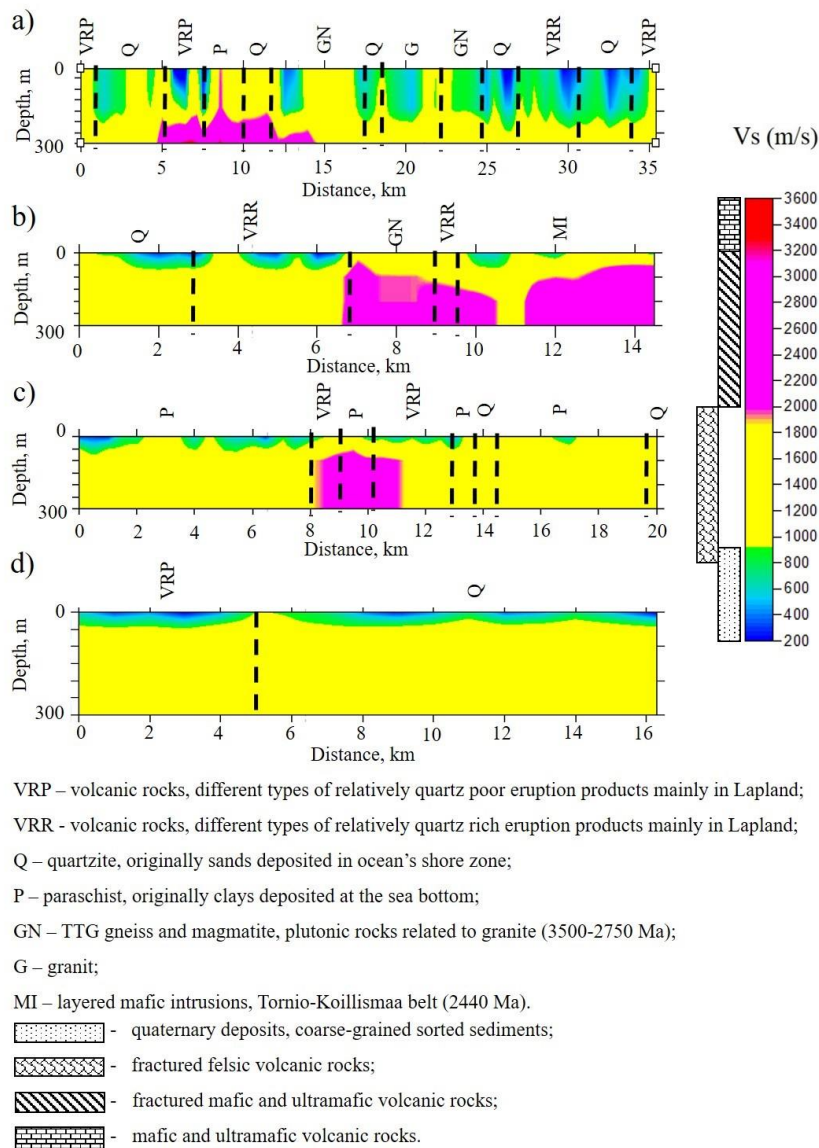 a)
VRP Q VRP P Q GN Q G GN Q VRR Q VRP
Depth, m
0
300
0 5 10 15 20 25 30 35
Distance, km
b)
Q VRR GN VRR MI
Depth, m
0
300
0 2 4 6 8 10 12 14
Distance, km
c)
P VRP P VRP P Q P Q
Depth, m
0
300
0 2 4 6 8 10 12 14 16 18 20
Distance, km
d)
VRP Q
Depth, m
0
300
0 2 4 6 8 10 12 14 16
Distance, km
Vs (m/s)
3600
3400
3200
3000
2800
2600
2400
2200
2000
1800
1600
1400
1200
1000
800
600
400
200
VRP – volcanic rocks, different types of relatively quartz poor eruption products mainly in Lapland;
VRR - volcanic rocks, different types of relatively quartz rich eruption products mainly in Lapland;
Q – quartzite, originally sands deposited in ocean's shore zone;
P – paraschist, originally clays deposited at the sea bottom;
GN – TTG gneiss and magmatite, plutonic rocks related to granite (3500-2750 Ma);
G – granit;
MI – layered mafic intrusions, Tornio-Koillismaa belt (2440 Ma).
- quaternary deposits, coarse-grained sorted sediments;
- fractured felsic volcanic rocks;
- fractured mafic and ultramafic volcanic rocks;
- mafic and ultramafic volcanic rocks.